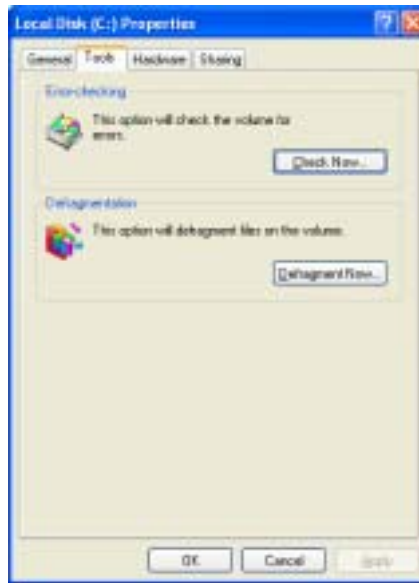 Local Disk (C:) Properties
General Tools Hardware Sharing
Error-checking
This option will check the volume for
errors.
Check Now...
Defragmentation
This option will defragment files on the volume.
Defragment Now...
OK Cancel Apply